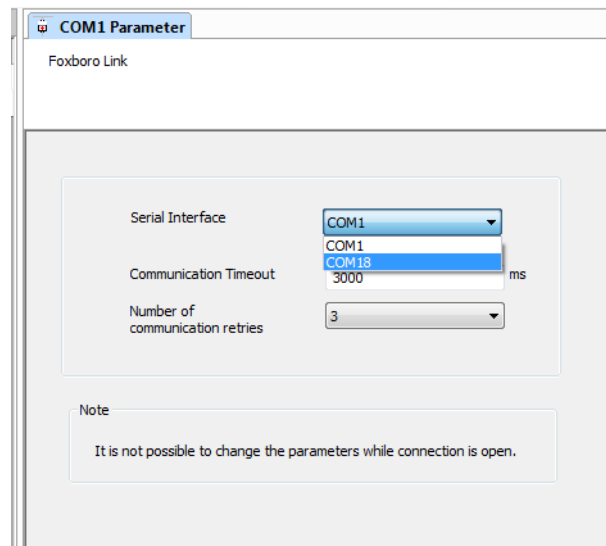 COM1 Parameter
Foxboro Link
Serial Interface
COM1
COM1
COM18
Communication Timeout
3000
ms
Number of
communication retries
3
Note
It is not possible to change the parameters while connection is open.